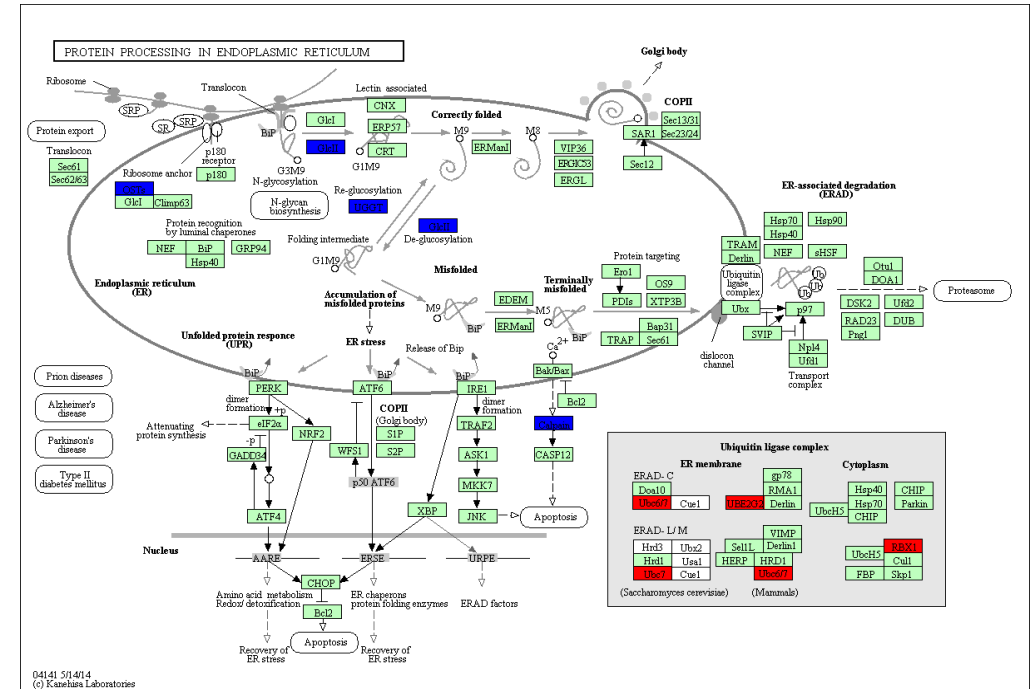 PROTEIN PROCESSING IN ENDOPLASMIC RETICULUM
Golgi body
Ribosome
Translocon
Lectin associated
CNX
COPII
SRP
SR
SRP
GlcI
ERP57
Correctly folded
M9
M8
Sec13/31
SAR1
Sec23/24
Protein export
BiP
CRT
G1M9
ERManI
VIP36
ERGIC53
ERGL
Sec12
Translocon
Sec61
Sec62/63
p180
receptor
p180
G3M9
N-glycosylation
Ribosome anchor
OSTs
GlcI
Climp63
N-glycan
biosynthesis
Re-glucosylation
UGGT
ER-associated degradation
(ERAD)
Protein recognition
by luminal chaperones
NEF
BiP
GRP94
Hsp40
Folding intermediate
G1M9
De-glucosylation
Hsp70
Hsp90
Hsp40
TRAM
Derlin
NEF
sHSF
Ubiquitin
ligase
complex
Ub
Ub
Ub
Otu1
DOA1
Proteasome
Endoplasmic reticulum
(ER)
Accumulation of
misfolded proteins
Misfolded
Terminally
misfolded
Protein targeting
Ero1
OS9
PDIs
XTP3B
M9
EDEM
M5
ERManI
BiP
BiP
Bap31
TRAP
Sec61
Ubx
p97
SVIP
DSK2
Ufd2
RAD23
DUB
Png1
Npl4
Ufd1
Transport
complex
dislocon
channel
Unfolded protein responce
(UPR)
ER stress
Release of Bip
Ca2+
BiP
BiP
BiP
PERK
ATF6
IRE1
Bak/Bax
Bcl2
Prion diseases
Alzheimer's
disease
Parkinson's
disease
Type II
diabetes mellitus
dimer
formation
+p
eIF2α
Attenuating
protein synthesis
-p
GADD34
NRF2
ATF4
COPII
(Golgi body)
S1P
S2P
WFS1
p50 ATF6
dimer
formation
TRAF2
ASK1
MKK7
JNK
XBP
Calpain
CASP12
Apoptosis
Nucleus
AARE
ERSE
URPE
CHOP
Bcl2
Amino acid metabolism
Redox/ detoxification
ER chaperons
protein folding enzymes
ERAD factors
Apoptosis
Recovery of
ER stress
Recovery of
ER stress
Ubiquitin ligase complex
ER membrane
Cytoplasm
ERAD- C
Doa10
Ubc6/7
Cue1
gp78
RMA1
UBE2G2
Derlin
Hsp40
CHIP
Hsp70
Parkin
UbcH5
CHIP
ERAD- L/ M
Hrd3
Ubx2
Hrd1
Usa1
Ubc7
Cue1
VIMP
Sel1L
Derlin1
HERP
HRD1
Ubc6/7
RBX1
UbcH5
Cul1
FBP
Skp1
(Saccharomyces cerevisiae)
(Mammals)
04141 5/14/14
(c) Kanehisa Laboratories